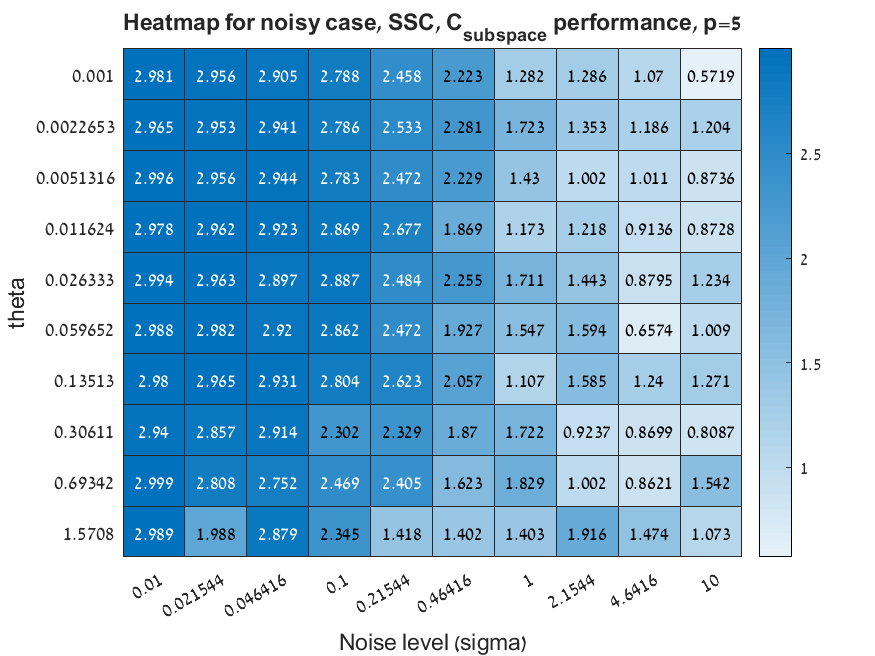 Heatmap for noisy case, SSC, C_subspace performance, p=5
theta
0.001 2.981 2.956 2.905 2.788 2.458 2.223 1.282 1.286 1.07 0.5719
0.0022653 2.965 2.953 2.941 2.786 2.533 2.281 1.723 1.353 1.186 1.204
0.0051316 2.996 2.956 2.944 2.783 2.472 2.229 1.43 1.002 1.011 0.8736
0.011624 2.978 2.962 2.923 2.869 2.677 1.869 1.173 1.218 0.9136 0.8728
0.026333 2.994 2.963 2.897 2.887 2.484 2.255 1.711 1.443 0.8795 1.234
0.059652 2.988 2.982 2.92 2.862 2.472 1.927 1.547 1.594 0.6574 1.009
0.13513 2.98 2.965 2.931 2.804 2.623 2.057 1.107 1.585 1.24 1.271
0.30611 2.94 2.857 2.914 2.302 2.329 1.87 1.722 0.9237 0.8699 0.8087
0.69342 2.999 2.808 2.752 2.469 2.405 1.623 1.829 1.002 0.8621 1.542
1.5708 2.989 1.988 2.879 2.345 1.418 1.402 1.403 1.916 1.474 1.073
0.01 0.021544 0.046416 0.1 0.21544 0.46416 1 2.1544 4.6416 10
Noise level (sigma)
2.5
2
1.5
1